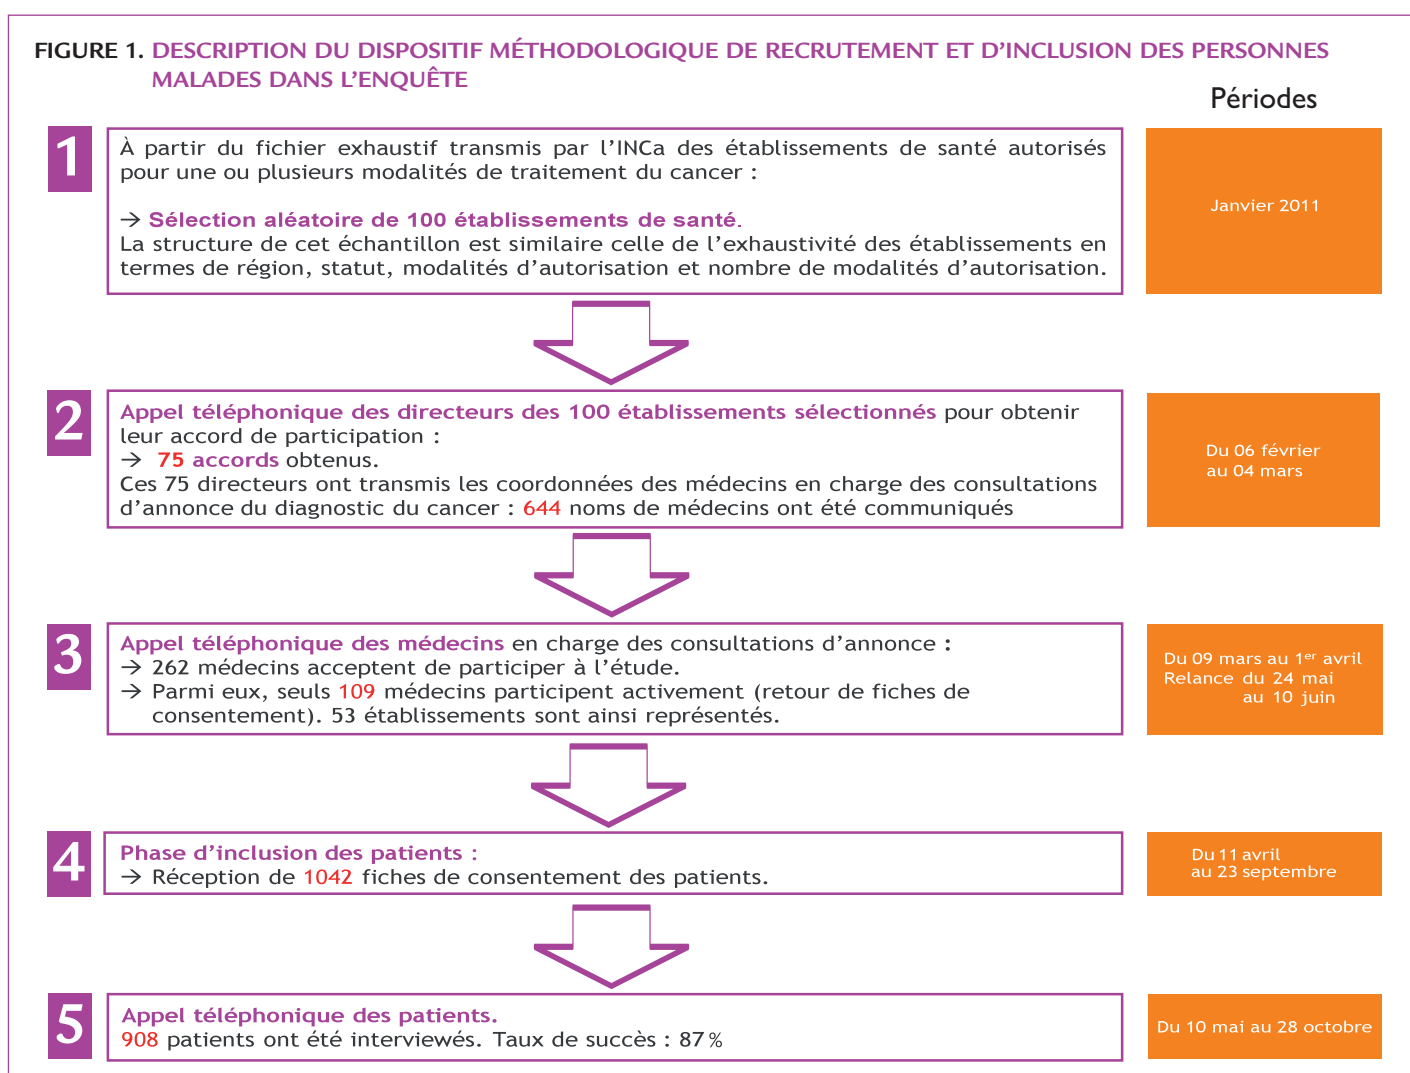 FIGURE 1. DESCRIPTION DU DISPOSITIF MÉTHODOLOGIQUE DE RECRUTEMENT ET D’INCLUSION DES PERSONNES
MALADES DANS L’ENQUÊTE
Périodes
1
À partir du fichier exhaustif transmis par l’INCa des établissements de santé autorisés
pour une ou plusieurs modalités de traitement du cancer :
→ Sélection aléatoire de 100 établissements de santé.
La structure de cet échantillon est similaire celle de l’exhaustivité des établissements en
termes de région, statut, modalités d’autorisation et nombre de modalités d’autorisation.
Janvier 2011
2
Appel téléphonique des directeurs des 100 établissements sélectionnés pour obtenir
leur accord de participation :
→ 75 accords obtenus.
Ces 75 directeurs ont transmis les coordonnées des médecins en charge des consultations
d’annonce du diagnostic du cancer : 644 noms de médecins ont été communiqués
Du 06 février
au 04 mars
3
Appel téléphonique des médecins en charge des consultations d’annonce :
→ 262 médecins acceptent de participer à l’étude.
→ Parmi eux, seuls 109 médecins participent activement (retour de fiches de
consentement). 53 établissements sont ainsi représentés.
Du 09 mars au 1er avril
Relance du 24 mai
au 10 juin
4
Phase d’inclusion des patients :
→ Réception de 1042 fiches de consentement des patients.
Du 11 avril
au 23 septembre
5
Appel téléphonique des patients.
908 patients ont été interviewés. Taux de succès : 87 %
Du 10 mai au 28 octobre